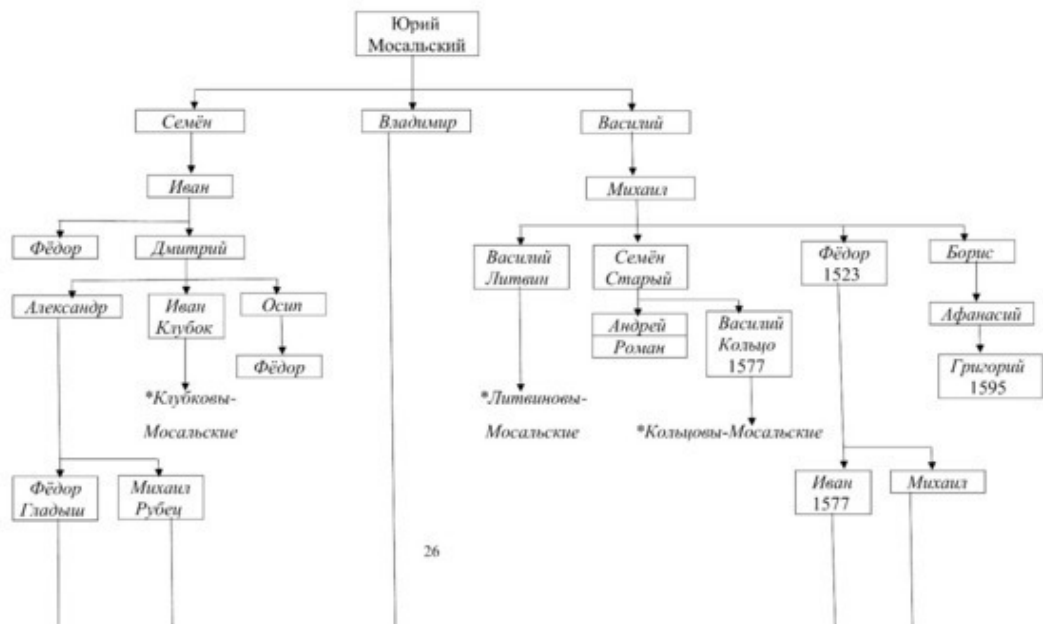 Юрий
Мосальский
Семён
Владимир
Василий
Иван
Михаил
Фёдор
Дмитрий
Василий
Литвин
Семён
Старый
Фёдор
1523
Борис
Александр
Иван
Клубок
Осип
Андрей
Роман
Василий
Кольцо
1577
Афанасий
Фёдор
Григорий
1595
*Клубковы-
Мосальские
*Литвиновы-
Мосальские
*Кольцовы-Мосальские
Фёдор
Гладыш
Михаил
Рубец
Иван
1577
Михаил
26